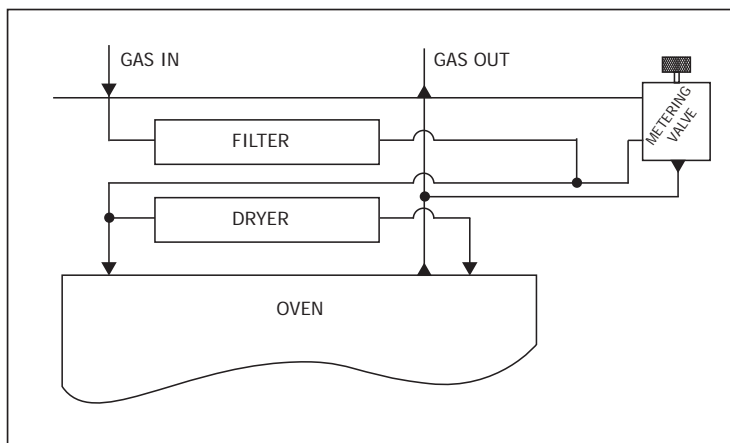 GAS IN
GAS OUT
METERING
VALVE
FILTER
DRYER
OVEN